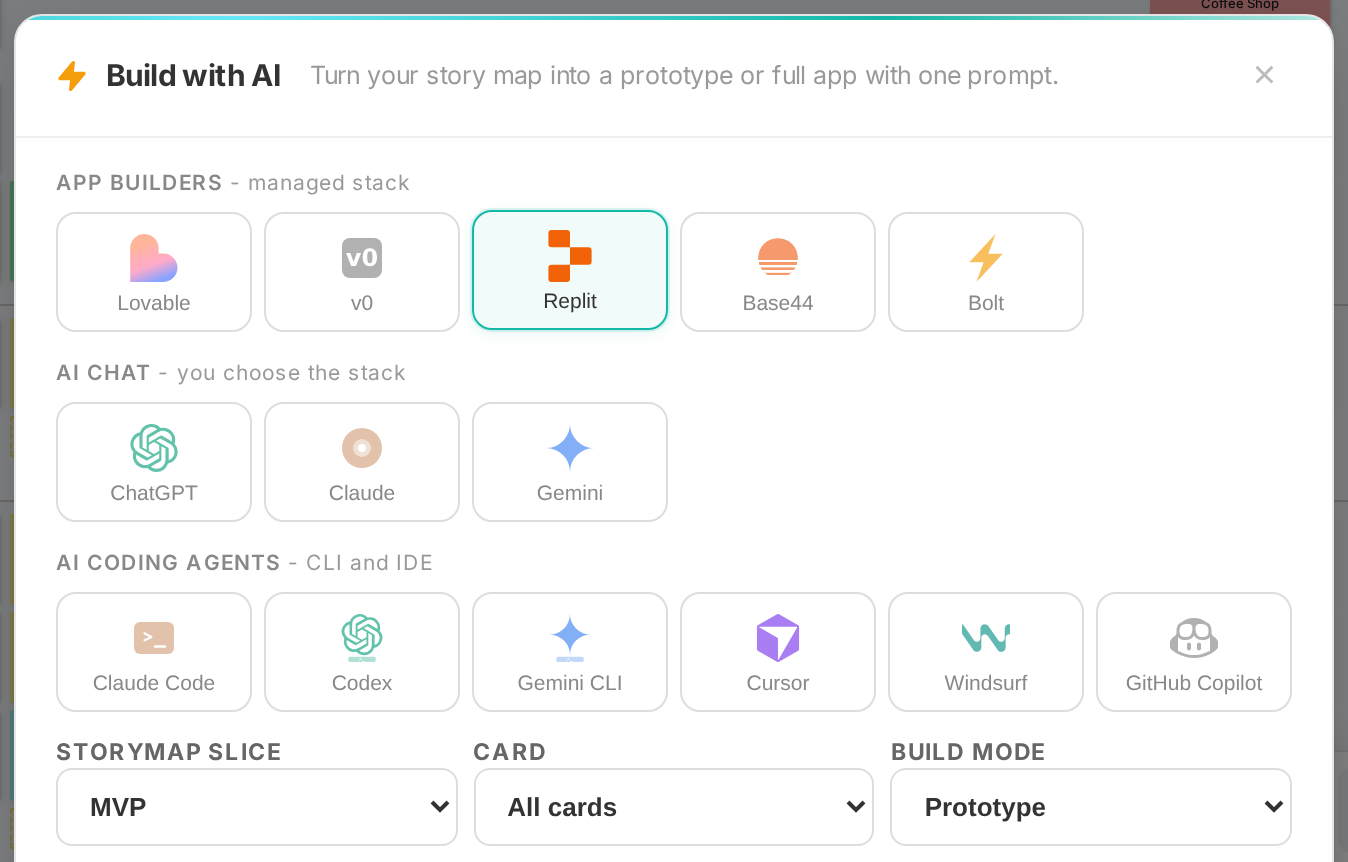 Coffee Shop
Build with AI Turn your story map into a prototype or full app with one prompt.
APP BUILDERS - managed stack
v0
Lovable v0 Replit Base44 Bolt
AI CHAT - you choose the stack
ChatGPT Claude Gemini
AI CODING AGENTS - CLI and IDE
>_
Claude Code Codex Gemini CLI Cursor Windsurf GitHub Copilot
STORYMAP SLICE CARD BUILD MODE
MVP All cards Prototype